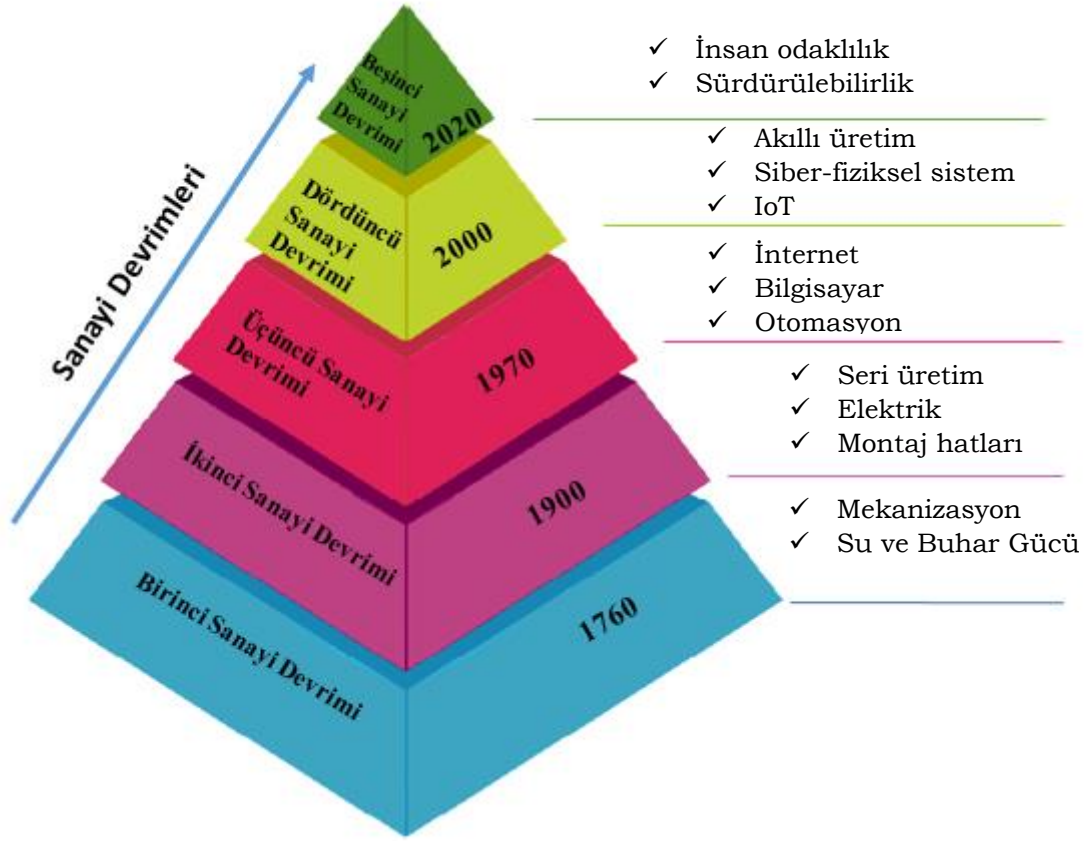 Sanayi Devrimleri
Beşinci
Sanayi
Devrimi
2020
✓ İnsan odaklılık
✓ Sürdürülebilirlik
Dördüncü
Sanayi
Devrimi
2000
✓ Akıllı üretim
✓ Siber-fiziksel sistem
✓ IoT
Üçüncü Sanayi
Devrimi
1970
✓ İnternet
✓ Bilgisayar
✓ Otomasyon
İkinci Sanayi Devrimi
1900
✓ Seri üretim
✓ Elektrik
✓ Montaj hatları
Birinci Sanayi Devrimi
1760
✓ Mekanizasyon
✓ Su ve Buhar Gücü